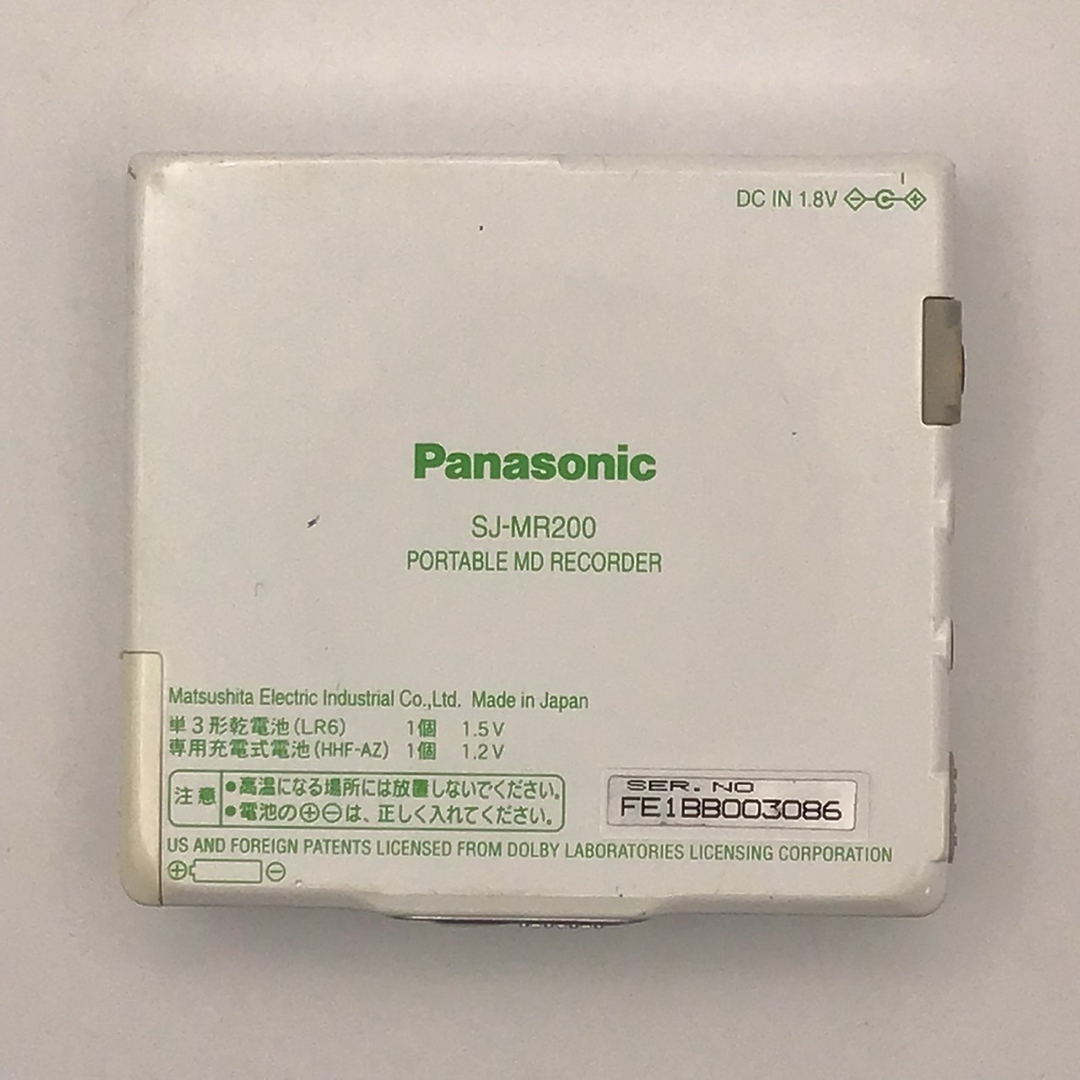 DC IN 1.8V
Panasonic
SJ-MR200
PORTABLE MD RECORDER
Matsushita Electric Industrial Co.,Ltd. Made in Japan
単3形乾電池(LR6) 1個 1.5V
専用充電式電池(HHF-AZ) 1個 1.2V
注意
●高温になる場所には放置しないでください。
●電池の⊕⊖は、正しく入れてください。
SER. NO
FE1BB003086
US AND FOREIGN PATENTS LICENSED FROM DOLBY LABORATORIES LICENSING CORPORATION